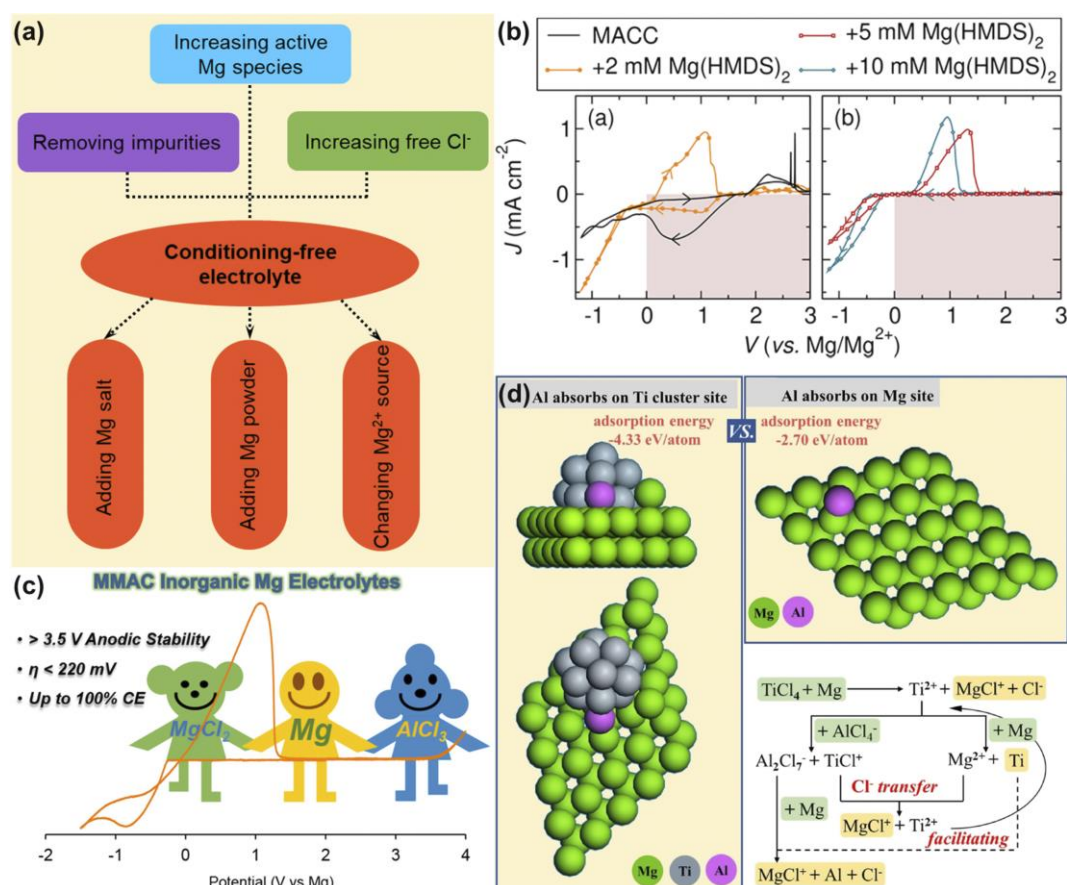 (a)
Increasing active
Mg species
Removing impurities
Increasing free Cl⁻
Conditioning-free
electrolyte
Adding Mg salt
Adding Mg powder
Changing Mg²⁺ source
(b)
MACC
+5 mM Mg(HMDS)₂
+2 mM Mg(HMDS)₂
+10 mM Mg(HMDS)₂
(a)
(b)
1
0
-1
J (mA cm⁻²)
-1 0 1 2 3
-1 0 1 2 3
V (vs. Mg/Mg²⁺)
(c)
MMAC Inorganic Mg Electrolytes
• > 3.5 V Anodic Stability
• η < 220 mV
• Up to 100% CE
MgCl₂
Mg
AlCl₃
-2 -1 0 1 2 3 4
Potential (V vs Mg)
(d)
Al absorbs on Ti cluster site
adsorption energy
-4.33 eV/atom
VS.
Al absorbs on Mg site
adsorption energy
-2.70 eV/atom
Mg Al
Mg Ti Al
TiCl₄ + Mg
Ti²⁺ + MgCl⁺ + Cl⁻
+ AlCl₄⁻
+ Mg
Al₂Cl₇⁻ + TiCl⁺
Mg²⁺ + Ti
Cl⁻ transfer
+ Mg
MgCl⁺ + Ti²⁺
facilitating
MgCl⁺ + Al + Cl⁻